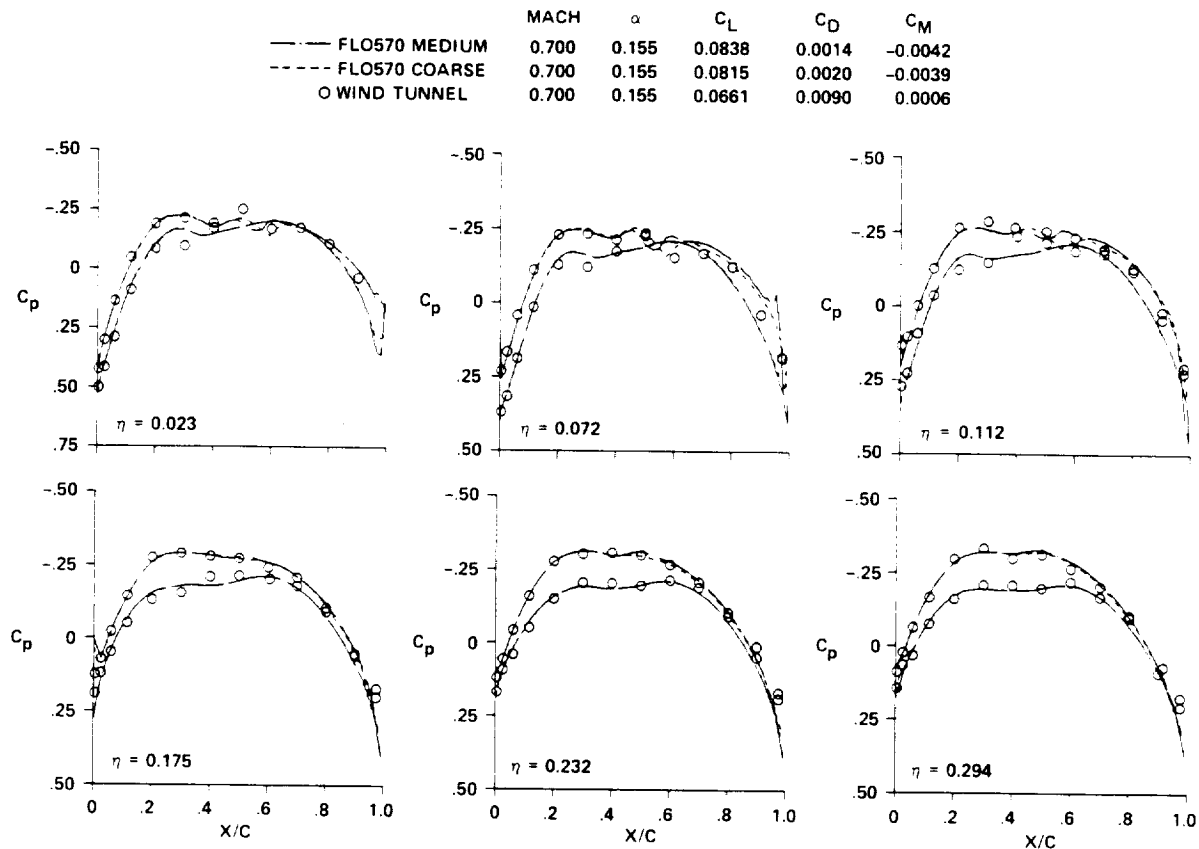 MACH α C_L C_D C_M
FLO570 MEDIUM 0.700 0.155 0.0838 0.0014 -0.0042
FLO570 COARSE 0.700 0.155 0.0815 0.0020 -0.0039
WIND TUNNEL 0.700 0.155 0.0661 0.0090 0.0006
-.50
-.25
0
.25
.50
.75
C_p
η = 0.023
-.50
-.25
0
.25
.50
C_p
η = 0.072
-.50
-.25
0
.25
.50
C_p
η = 0.112
-.50
-.25
0
.25
.50
C_p
η = 0.175
0 .2 .4 .6 .8 1.0
X/C
-.50
-.25
0
.25
.50
C_p
η = 0.232
0 .2 .4 .6 .8 1.0
X/C
-.50
-.25
0
.25
.50
C_p
η = 0.294
0 .2 .4 .6 .8 1.0
X/C